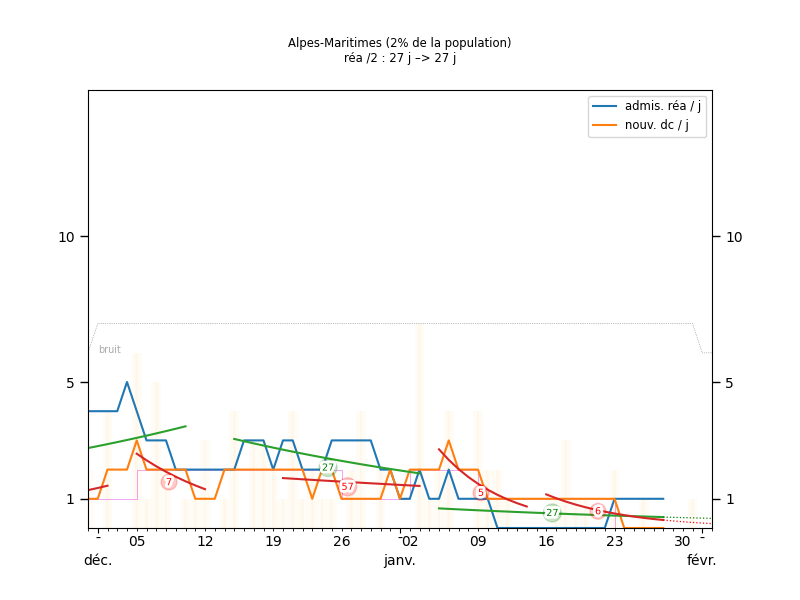 Alpes-Maritimes (2% de la population)
réa /2 : 27 j –> 27 j
admis. réa / j
nouv. dc / j
10
10
bruit
5
5
27
7
57
5
27
6
1
1
- 05 12 19 26 - 02 09 16 23 30 -
déc. janv. févr.